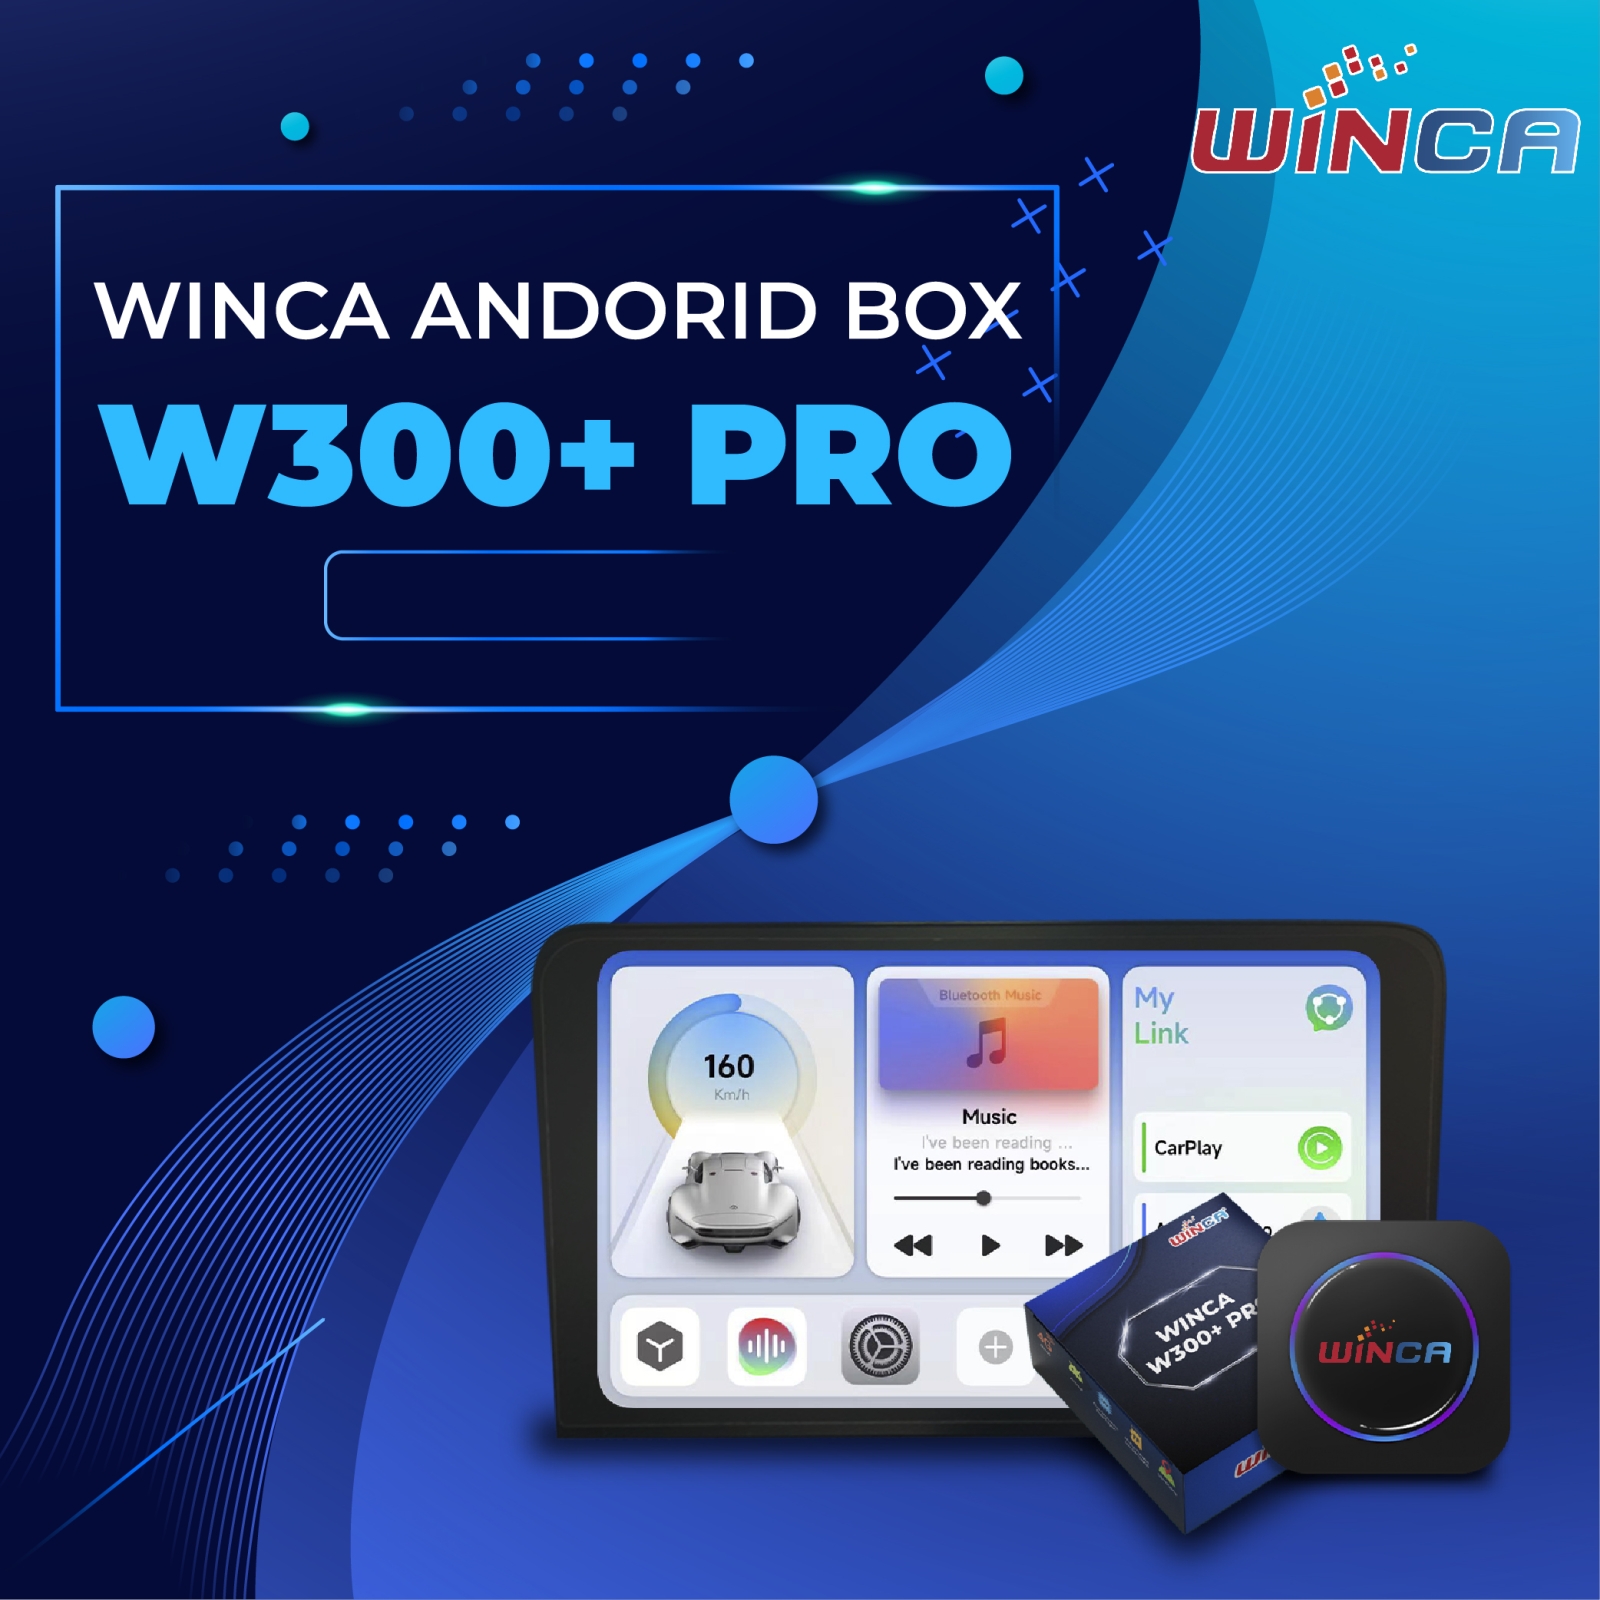 WINCA
WINCA ANDORID BOX
W300+ PRO
160
Km/h
Bluetooth Music
Music
I've been reading ...
I've been reading books...
My
Link
CarPlay
WINCA
WINCA
W300+ PR
WINCA